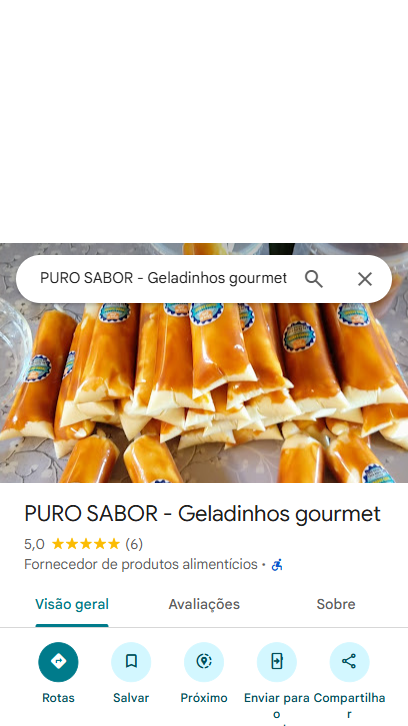 PURO SABOR - Geladinhos gourmet
PURO SABOR - Geladinhos gourmet
5,0 (6)
Fornecedor de produtos alimentícios ·
Visão geral Avaliações Sobre
Rotas Salvar Próximo Enviar para Compartilha
o r